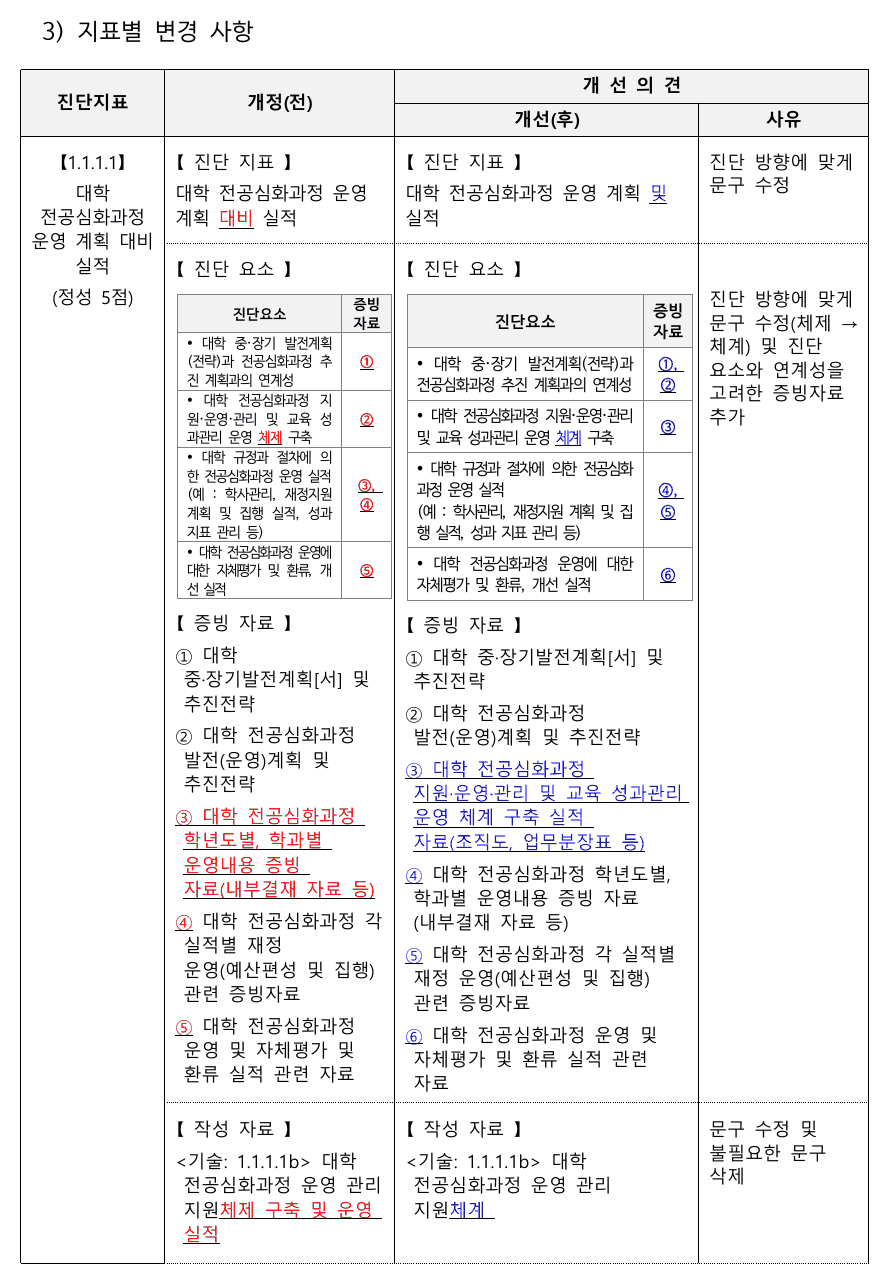 3) 지표별 변경 사항
진단지표
개정(전)
개 선 의 견
개선(후)
사유
【1.1.1.1】
대학
전공심화과정
운영 계획 대비
실적
(정성 5점)
【 진단 지표 】
대학 전공심화과정 운영
계획 대비 실적
【 진단 지표 】
대학 전공심화과정 운영 계획 및
실적
진단 방향에 맞게
문구 수정
【 진단 요소 】
진단요소
증빙
자료
• 대학 중·장기 발전계획
(전략)과 전공심화과정 추
진 계획과의 연계성
①
• 대학 전공심화과정 지
원·운영·관리 및 교육 성
과관리 운영 체제 구축
②
• 대학 규정과 절차에 의
한 전공심화과정 운영 실적
(예 : 학사관리, 재정지원
계획 및 집행 실적, 성과
지표 관리 등)
③,
④
• 대학 전공심화과정 운영에
대한 자체평가 및 환류, 개
선 실적
⑤
【 증빙 자료 】
① 대학
중·장기발전계획[서] 및
추진전략
② 대학 전공심화과정
발전(운영)계획 및
추진전략
③ 대학 전공심화과정
학년도별, 학과별
운영내용 증빙
자료(내부결재 자료 등)
④ 대학 전공심화과정 각
실적별 재정
운영(예산편성 및 집행)
관련 증빙자료
⑤ 대학 전공심화과정
운영 및 자체평가 및
환류 실적 관련 자료
【 진단 요소 】
진단요소
증빙
자료
• 대학 중·장기 발전계획(전략)과
전공심화과정 추진 계획과의 연계성
①,
②
• 대학 전공심화과정 지원·운영·관리
및 교육 성과관리 운영 체계 구축
③
• 대학 규정과 절차에 의한 전공심화
과정 운영 실적
(예 : 학사관리, 재정지원 계획 및 집
행 실적, 성과 지표 관리 등)
④,
⑤
• 대학 전공심화과정 운영에 대한
자체평가 및 환류, 개선 실적
⑥
【 증빙 자료 】
① 대학 중·장기발전계획[서] 및
추진전략
② 대학 전공심화과정
발전(운영)계획 및 추진전략
③ 대학 전공심화과정
지원·운영·관리 및 교육 성과관리
운영 체계 구축 실적
자료(조직도, 업무분장표 등)
④ 대학 전공심화과정 학년도별,
학과별 운영내용 증빙 자료
(내부결재 자료 등)
⑤ 대학 전공심화과정 각 실적별
재정 운영(예산편성 및 집행)
관련 증빙자료
⑥ 대학 전공심화과정 운영 및
자체평가 및 환류 실적 관련
자료
진단 방향에 맞게
문구 수정(체제 →
체계) 및 진단
요소와 연계성을
고려한 증빙자료
추가
【 작성 자료 】
<기술: 1.1.1.1b> 대학
전공심화과정 운영 관리
지원체제 구축 및 운영
실적
【 작성 자료 】
<기술: 1.1.1.1b> 대학
전공심화과정 운영 관리
지원체계
문구 수정 및
불필요한 문구
삭제